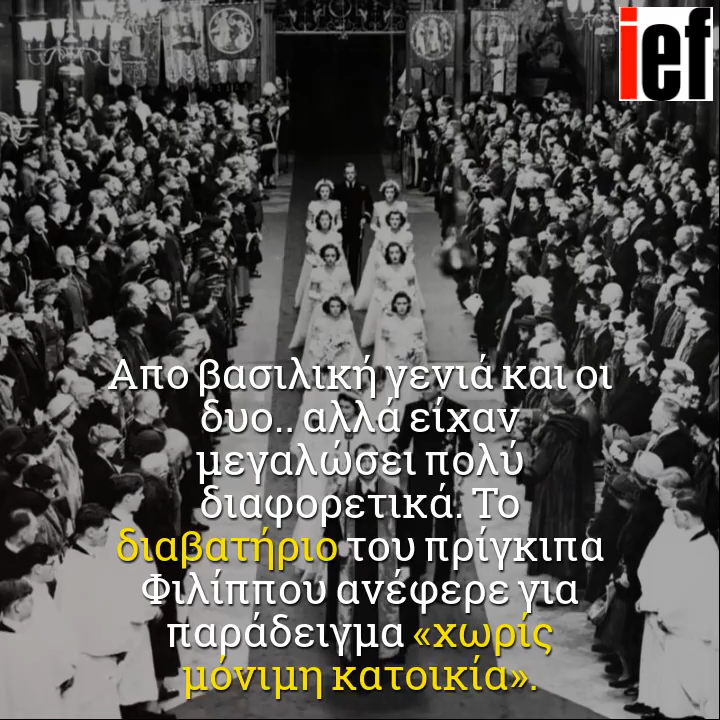 ief
Απο βασιλική γενιά και οι
δυο.. αλλά είχαν
μεγαλώσει πολύ
διαφορετικά. Το
διαβατήριο του πρίγκιπα
Φιλίππου ανέφερε για
παράδειγμα «χωρίς
μόνιμη κατοικία».